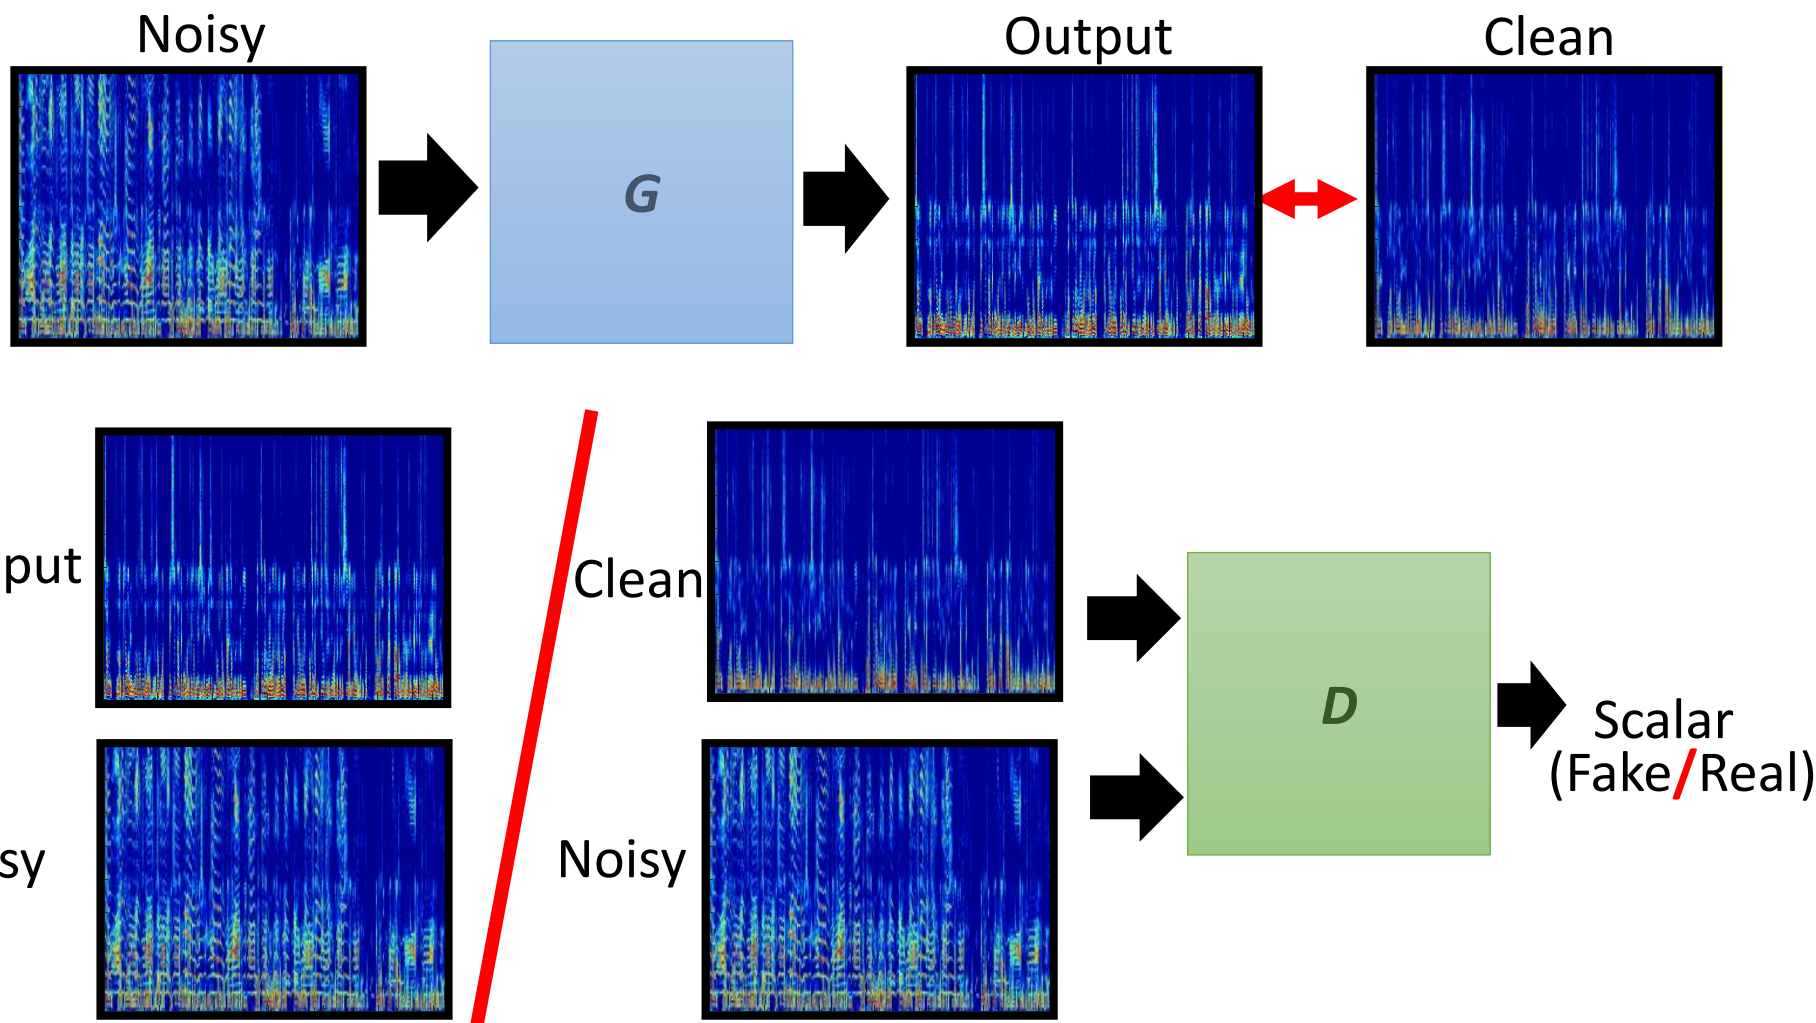 Noisy
Output
Clean
G
put
Clean
D
Scalar
(Fake/Real)
sy
Noisy